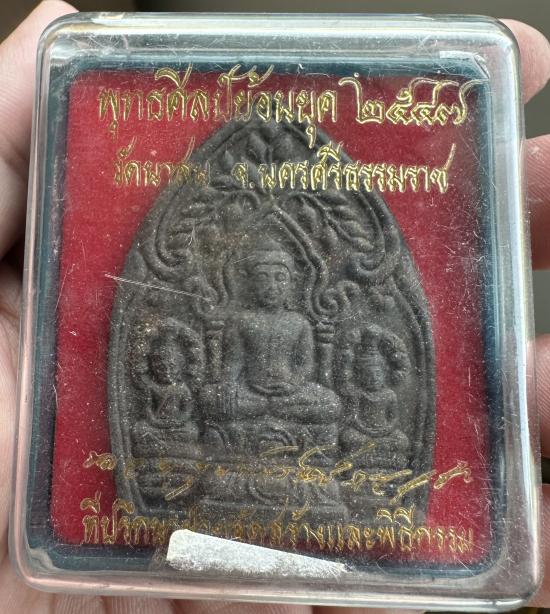 พุทธศิลป์ย้อนยุค ๒๕๔๗
วัดนาสน จ.นครศรีธรรมราช
ที่ปรึกษาฝ่ายจัดสร้างและพิธีกรรม